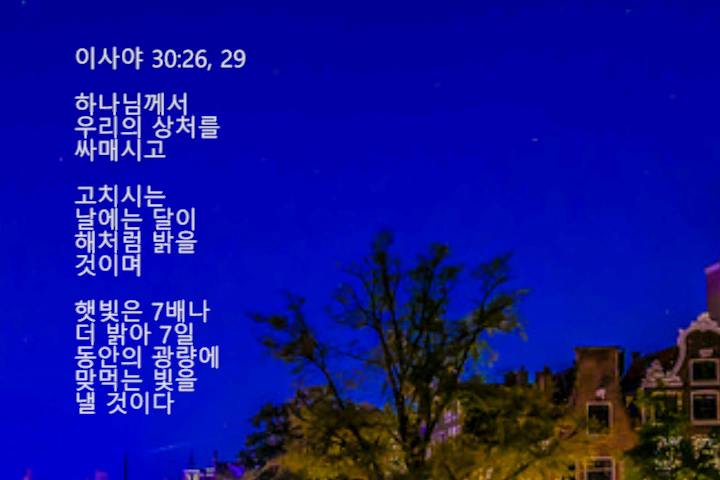 이사야 30:26, 29
하나님께서
우리의 상처를
싸매시고
고치시는
날에는 달이
해처럼 밝을
것이며
햇빛은 7배나
더 밝아 7일
동안의 광량에
맞먹는 빛을
낼 것이다